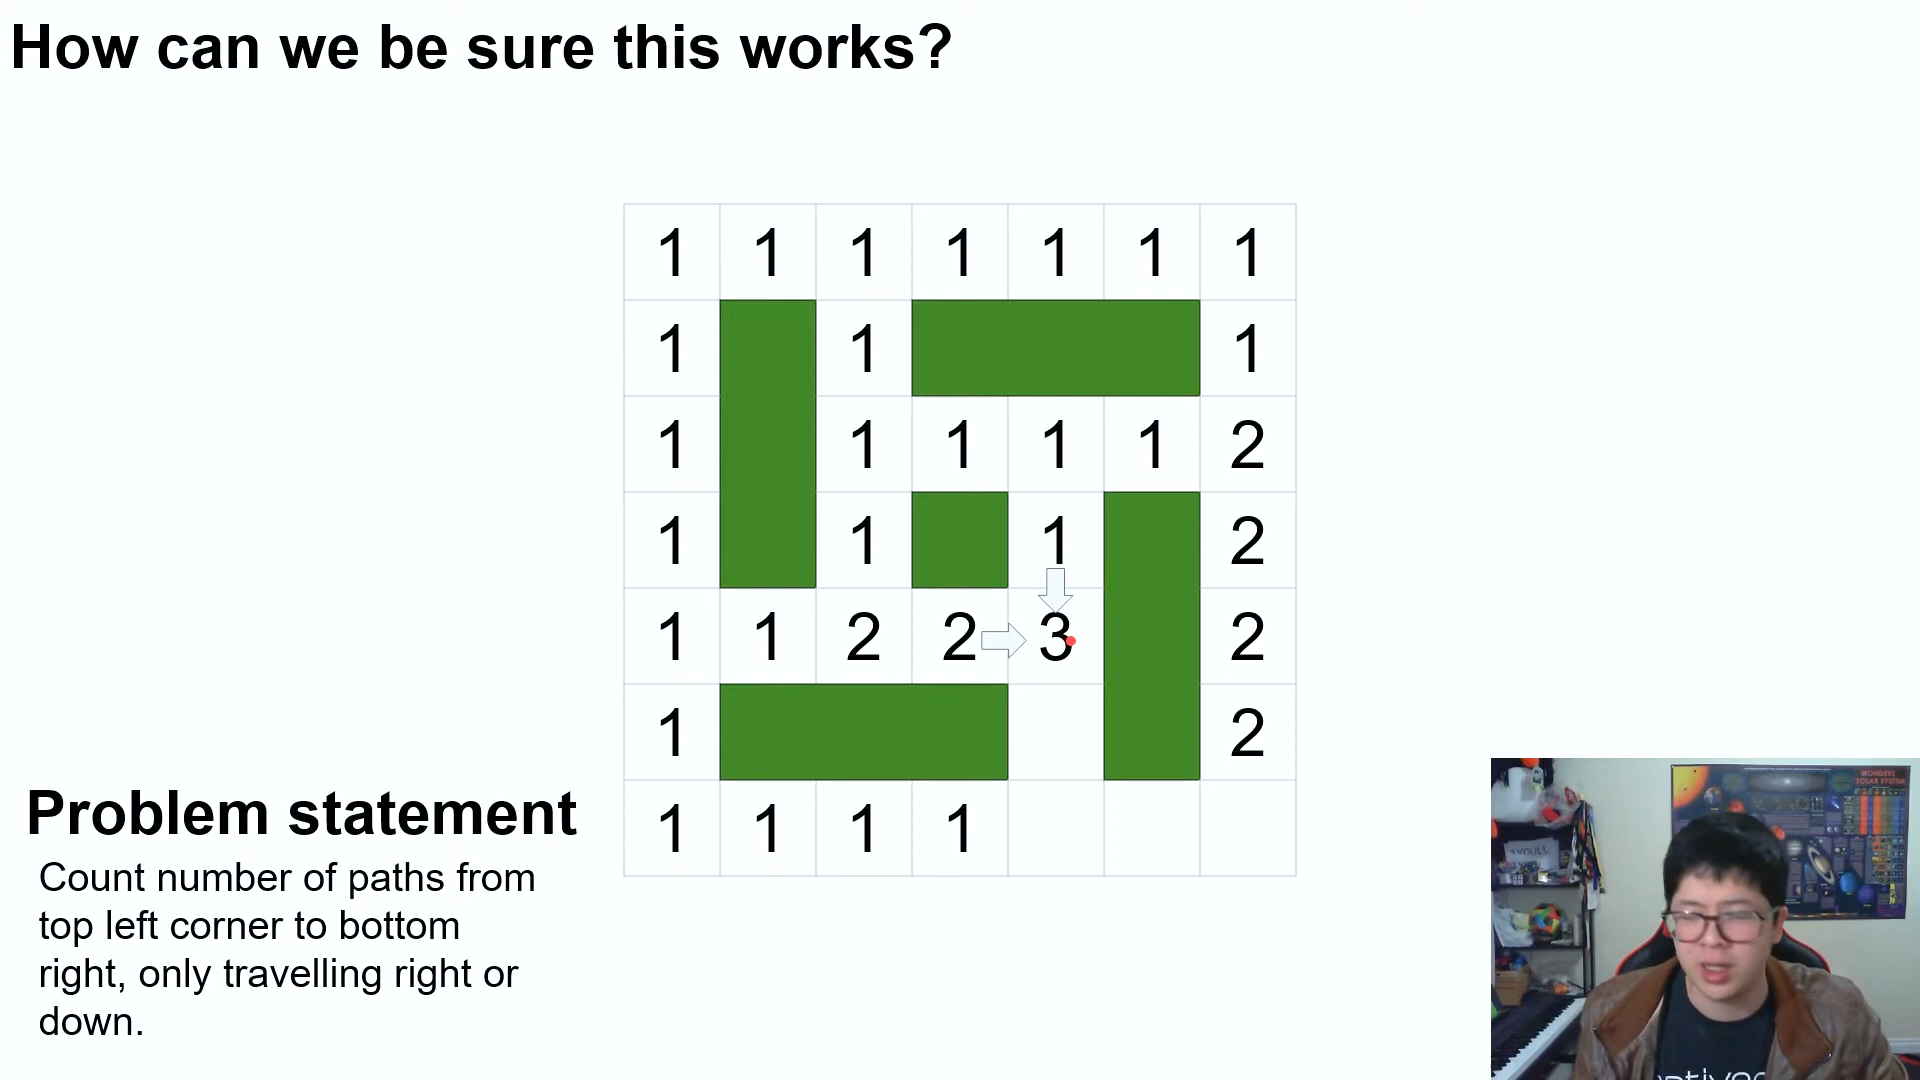 How can we be sure this works?
1 1 1 1 1 1 1
1 1 1
1 1 1 1 1 2
1 1 1 2
1 1 2 2 3 2
1 2
1 1 1 1
Problem statement
Count number of paths from
top left corner to bottom
right, only travelling right or
down.
WONDERS
SOLAR SYSTEM